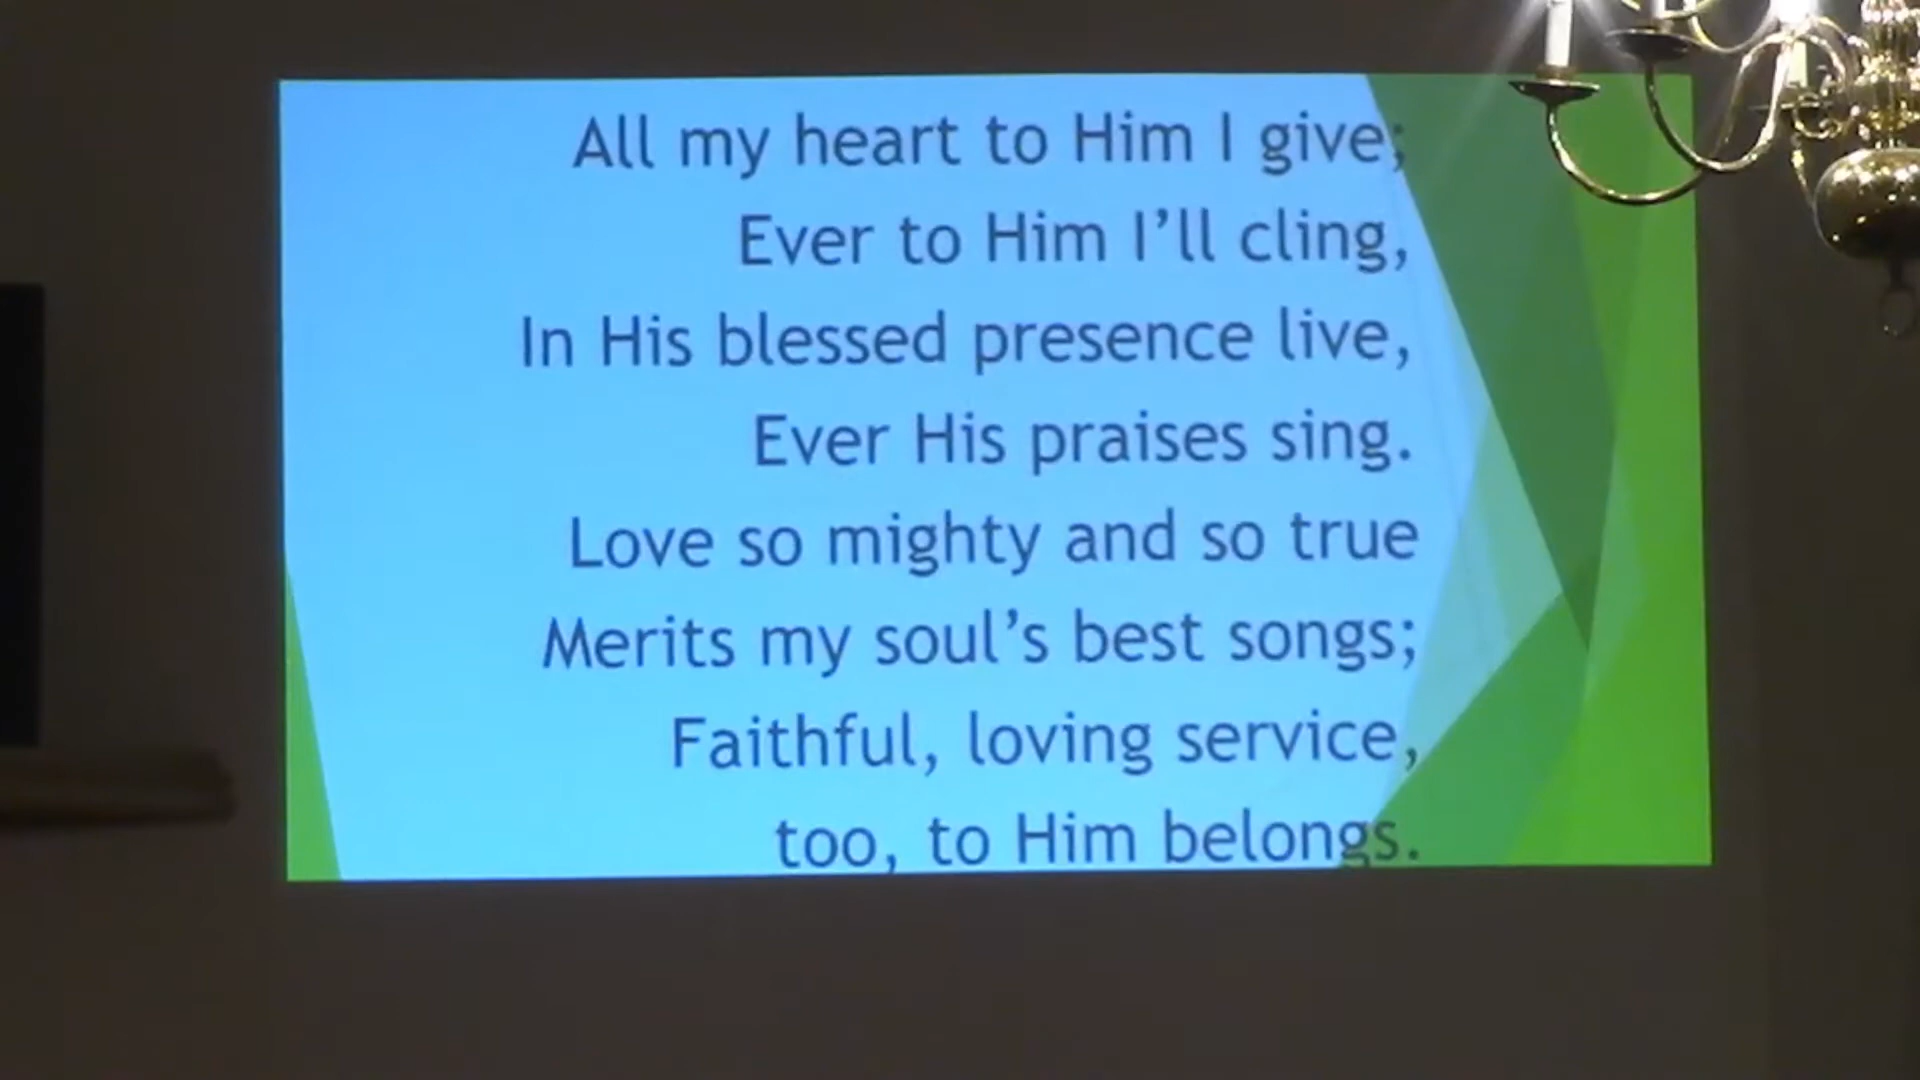 All my heart to Him I give;
Ever to Him I’ll cling,
In His blessed presence live,
Ever His praises sing.
Love so mighty and so true
Merits my soul’s best songs;
Faithful, loving service,
too, to Him belongs.